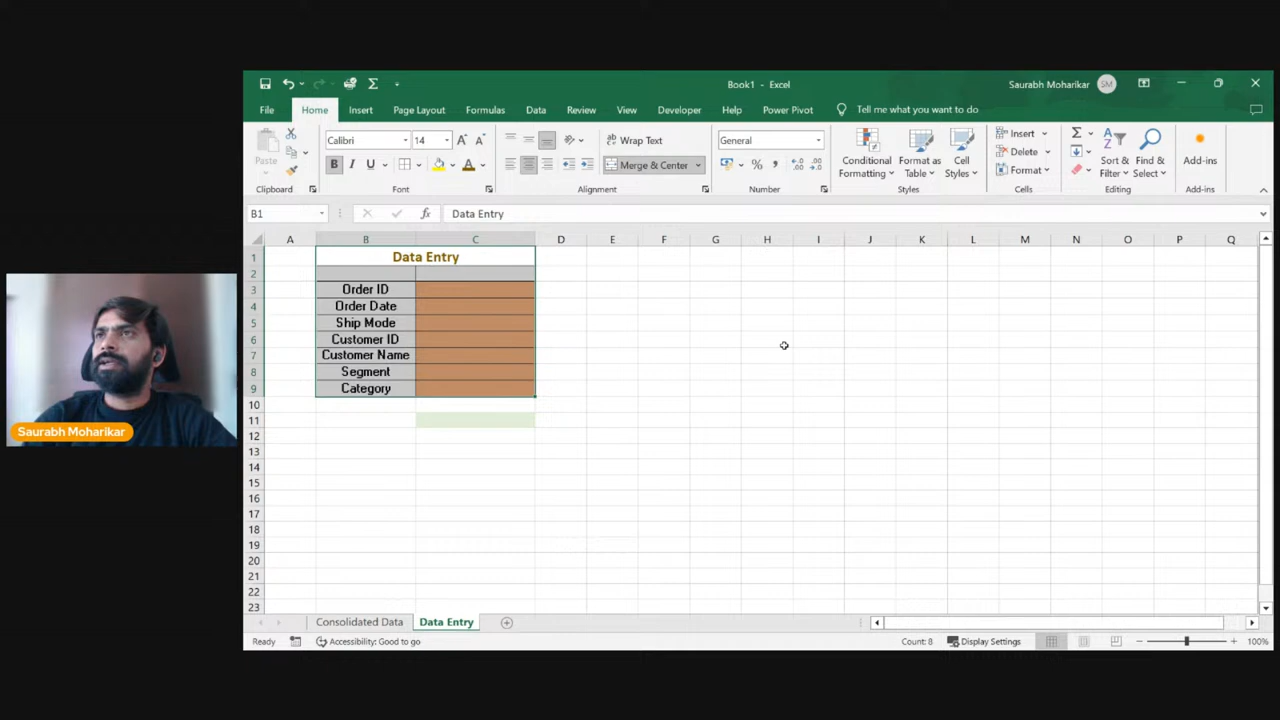 Book1 - Excel
Saurabh Moharikar
SM
File
Home
Insert
Page Layout
Formulas
Data
Review
View
Developer
Help
Power Pivot
Tell me what you want to do
Paste
Clipboard
Calibri
14
B I U
Font
Wrap Text
Merge & Center
Alignment
General
Number
Conditional Formatting
Format as Table
Cell Styles
Styles
Insert
Delete
Format
Cells
Sort & Filter
Find & Select
Editing
Add-ins
Add-ins
B1
fx
Data Entry
A B C D E F G H I J K L M N O P Q
1 Data Entry
2
3 Order ID
4 Order Date
5 Ship Mode
6 Customer ID
7 Customer Name
8 Segment
9 Category
10
11
12
13
14
15
16
17
18
19
20
21
22
23
Saurabh Moharikar
Consolidated Data
Data Entry
Ready
Accessibility: Good to go
Count: 8
Display Settings
100%